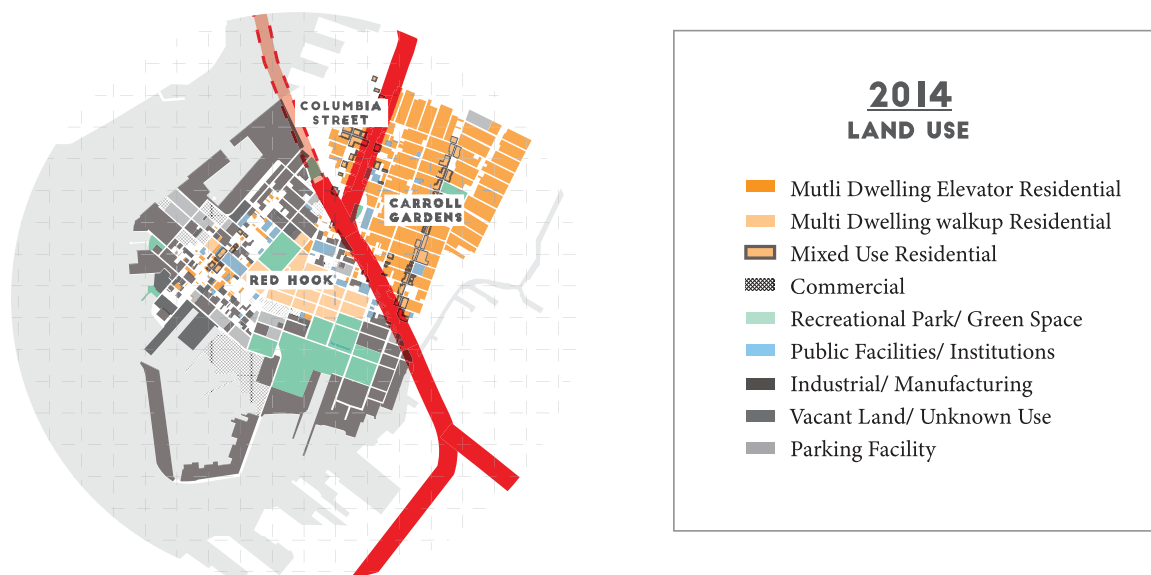 COLUMBIA
STREET
CARROLL
GARDENS
RED HOOK
2014
LAND USE
Mutli Dwelling Elevator Residential
Multi Dwelling walkup Residential
Mixed Use Residential
Commercial
Recreational Park/ Green Space
Public Facilities/ Institutions
Industrial/ Manufacturing
Vacant Land/ Unknown Use
Parking Facility